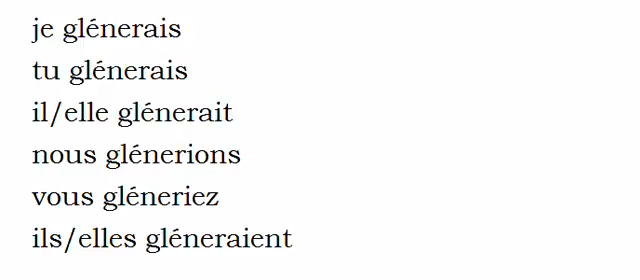 je glénerais
tu glénerais
il/elle glénerait
nous glénerions
vous gléneriez
ils/elles gléneraient